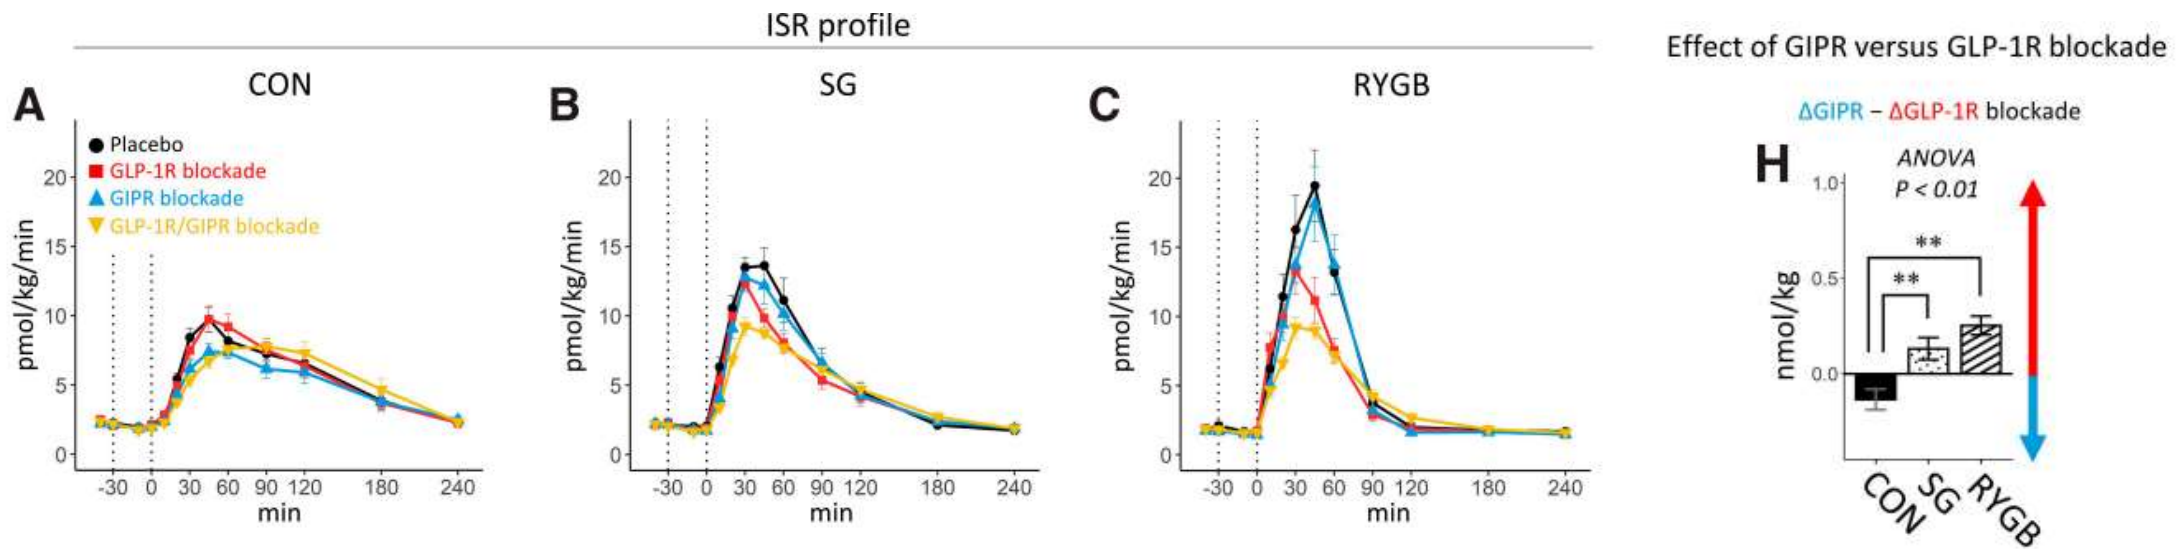 ISR profile
Effect of GIPR versus GLP-1R blockade
CON
SG
RYGB
A
B
C
ΔGIPR – ΔGLP-1R blockade
H
ANOVA
P < 0.01
Placebo
GLP-1R blockade
GIPR blockade
GLP-1R/GIPR blockade
pmol/kg/min
20
15
10
5
0
-30 0 30 60 90 120 180 240
min
pmol/kg/min
20
15
10
5
0
-30 0 30 60 90 120 180 240
min
pmol/kg/min
20
15
10
5
0
-30 0 30 60 90 120 180 240
min
nmol/kg
1.0
0.5
0.0
**
**
CON
SG
RYGB